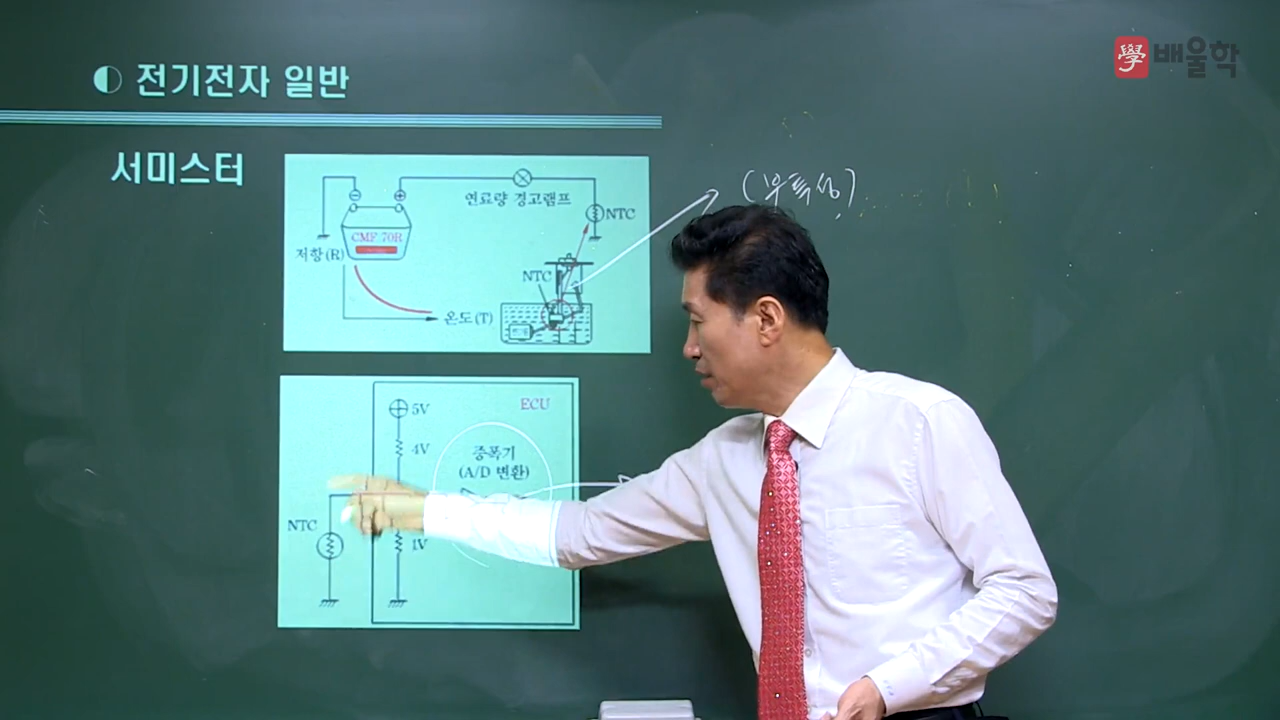 전기전자 일반
學 배울학
서미스터
(부특성)
연료량 경고램프
NTC
CMF 70R
저항(R)
NTC
온도(T)
5V
ECU
4V
증폭기
(A/D 변환)
NTC
1V